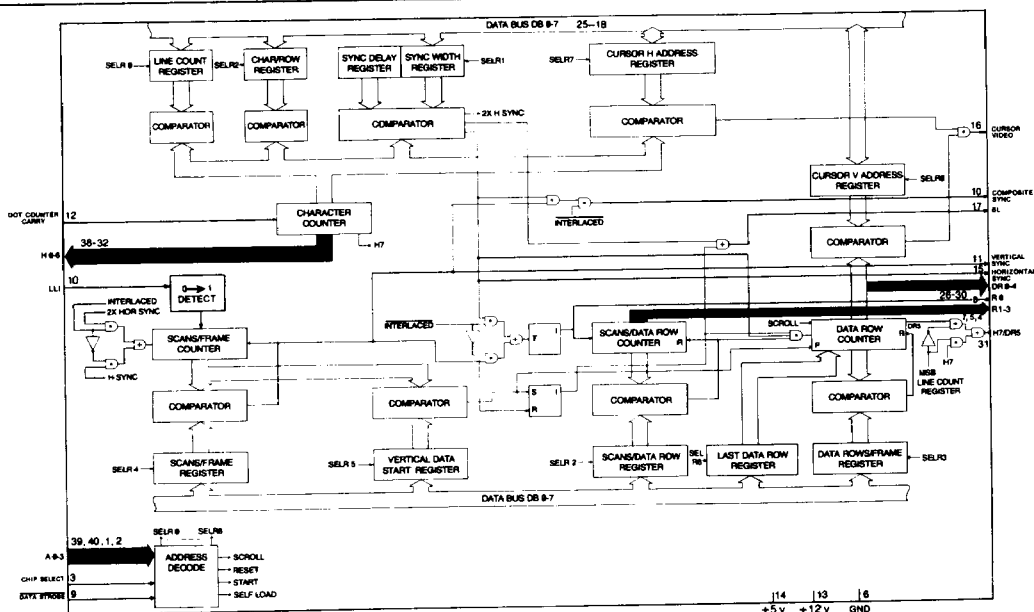 DATA BUS DB 0-7 25-18
SELR 0
LINE COUNT REGISTER
SELR2
CHAR/ROW REGISTER
SYNC DELAY REGISTER
SYNC WIDTH REGISTER
SELR1
SELR7
CURSOR H ADDRESS REGISTER
COMPARATOR
COMPARATOR
COMPARATOR
2X H SYNC
COMPARATOR
16
CURSOR VIDEO
CURSOR V ADDRESS REGISTER
SELR8
10
COMPOSITE SYNC
17
BL
DOT COUNTER CARRY
12
CHARACTER COUNTER
H7
INTERLACED
COMPARATOR
38-32
H 0-6
11
VERTICAL SYNC
15
HORIZONTAL SYNC
DR 0-4
LLI
10
0→1 DETECT
26-30
8
R 0
R1-3
7, 5, 4
INTERLACED
2X HOR SYNC
SCANS/FRAME COUNTER
INTERLACED
T
SCANS/DATA ROW COUNTER
R
SCROLL
P
DATA ROW COUNTER
DR5
R
H7/DR5
31
H7
MSB LINE COUNT REGISTER
H SYNC
COMPARATOR
COMPARATOR
S
R
COMPARATOR
COMPARATOR
SELR 4
SCANS/FRAME REGISTER
SELR 5
VERTICAL DATA START REGISTER
SELR 2
SCANS/DATA ROW REGISTER
SEL R6
LAST DATA ROW REGISTER
DATA ROWS/FRAME REGISTER
SELR3
DATA BUS DB 0-7
SELR 0
SELR8
39, 40, 1, 2
A 0-3
ADDRESS DECODE
SCROLL
RESET
START
SELF LOAD
CHIP SELECT
3
DATA STROBE
9
14
13
6
+5 v
+12 v
GND